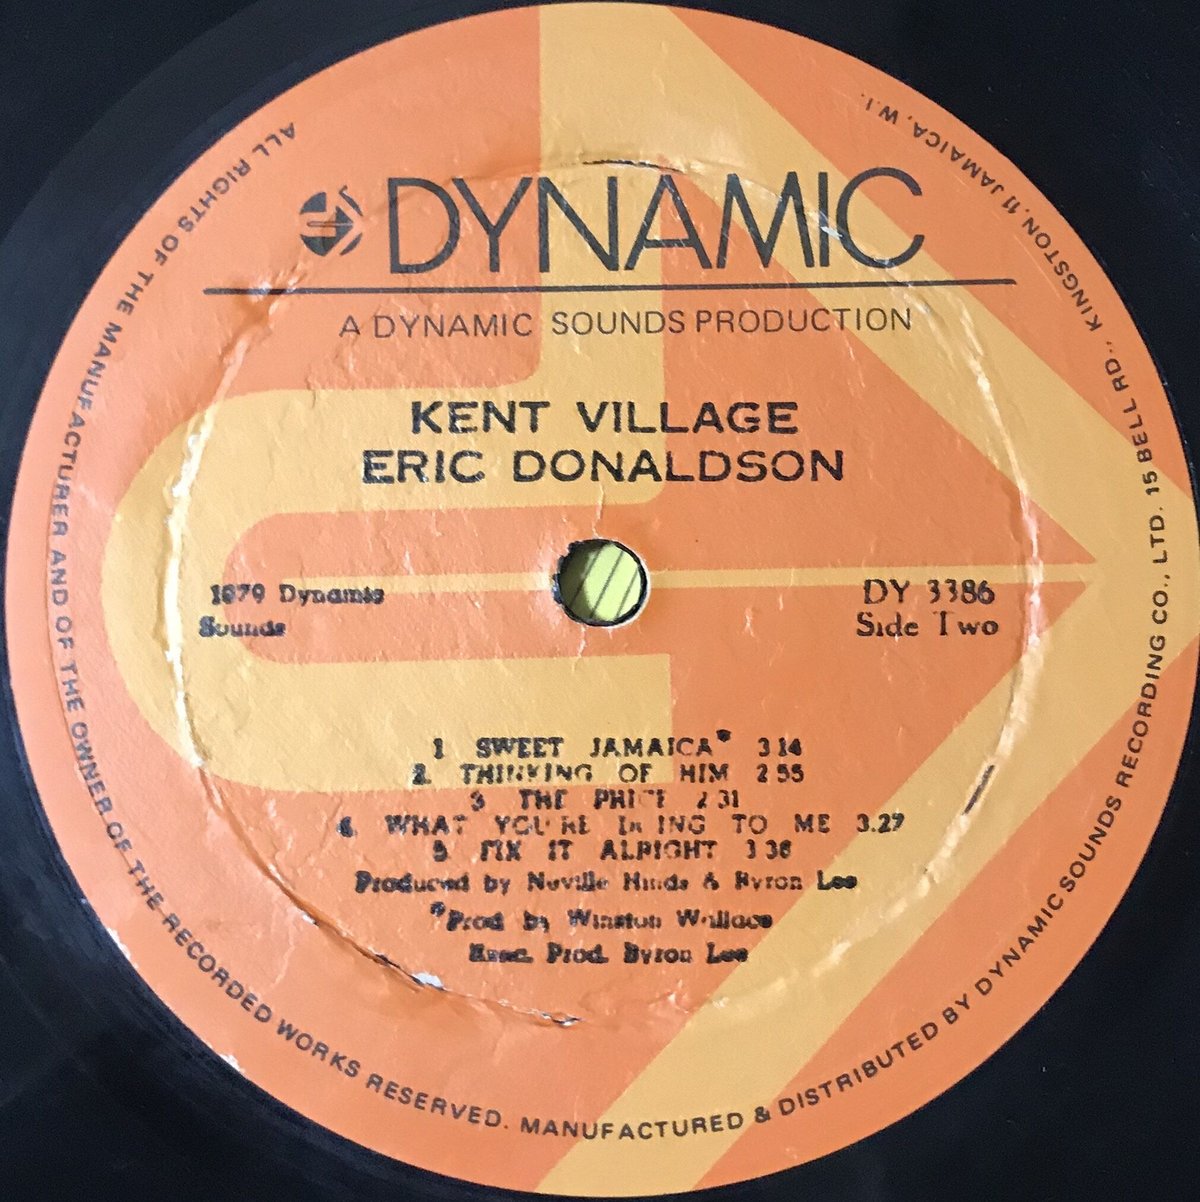 DYNAMIC
A DYNAMIC SOUNDS PRODUCTION
KENT VILLAGE
ERIC DONALDSON
1979 Dynamic
Sounds
DY 3386
Side Two
1 SWEET JAMAICA* 3 14
2. THINKING OF HIM 2 55
3 THE PRICE 2 31
4 WHAT YOU'RE DOING TO ME 3.27
5 FIX IT ALRIGHT 3 36
Produced by Neville Hinds & Byron Lee
*Prod by Winston Wallace
Exec. Prod. Byron Lee
ALL RIGHTS OF THE MANUFACTURER AND OF THE OWNER OF THE RECORDED WORKS RESERVED. MANUFACTURED & DISTRIBUTED BY DYNAMIC SOUNDS RECORDING CO., LTD. 15 BELL RD., KINGSTON, 11 JAMAICA, W.I.